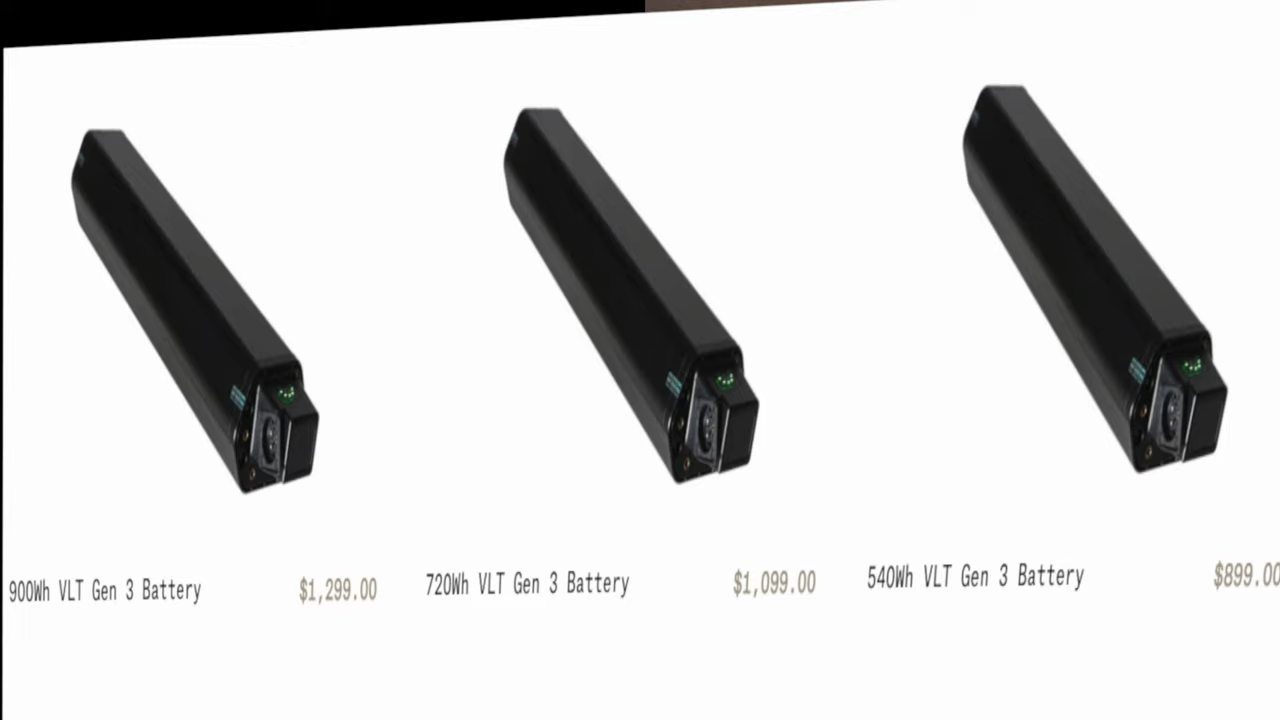 900Wh VLT Gen 3 Battery $1,299.00
720Wh VLT Gen 3 Battery $1,099.00
540Wh VLT Gen 3 Battery $899.00